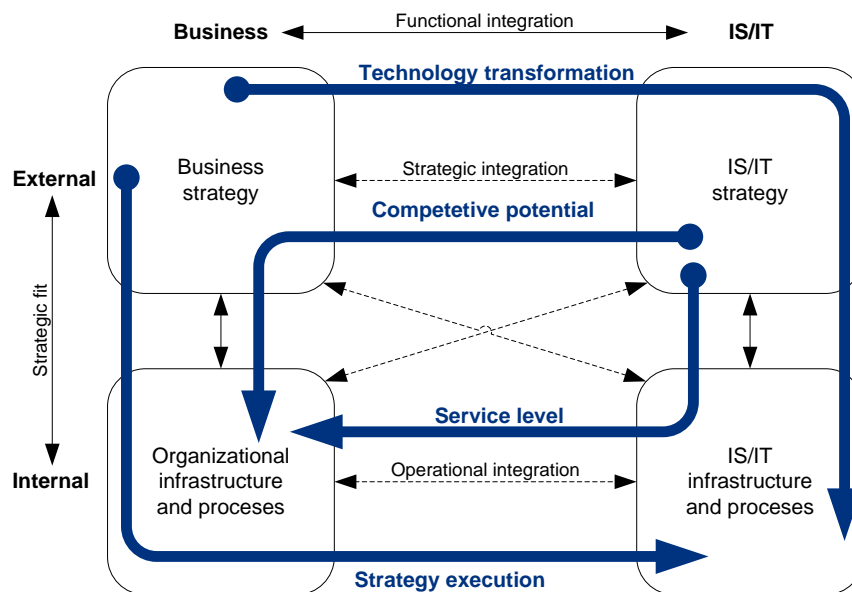 Business
Functional integration
IS/IT
Technology transformation
External
Business
strategy
Strategic integration
IS/IT
strategy
Competetive potential
Strategic fit
Service level
Internal
Organizational
infrastructure
and proceses
Operational integration
IS/IT
infrastructure
and proceses
Strategy execution